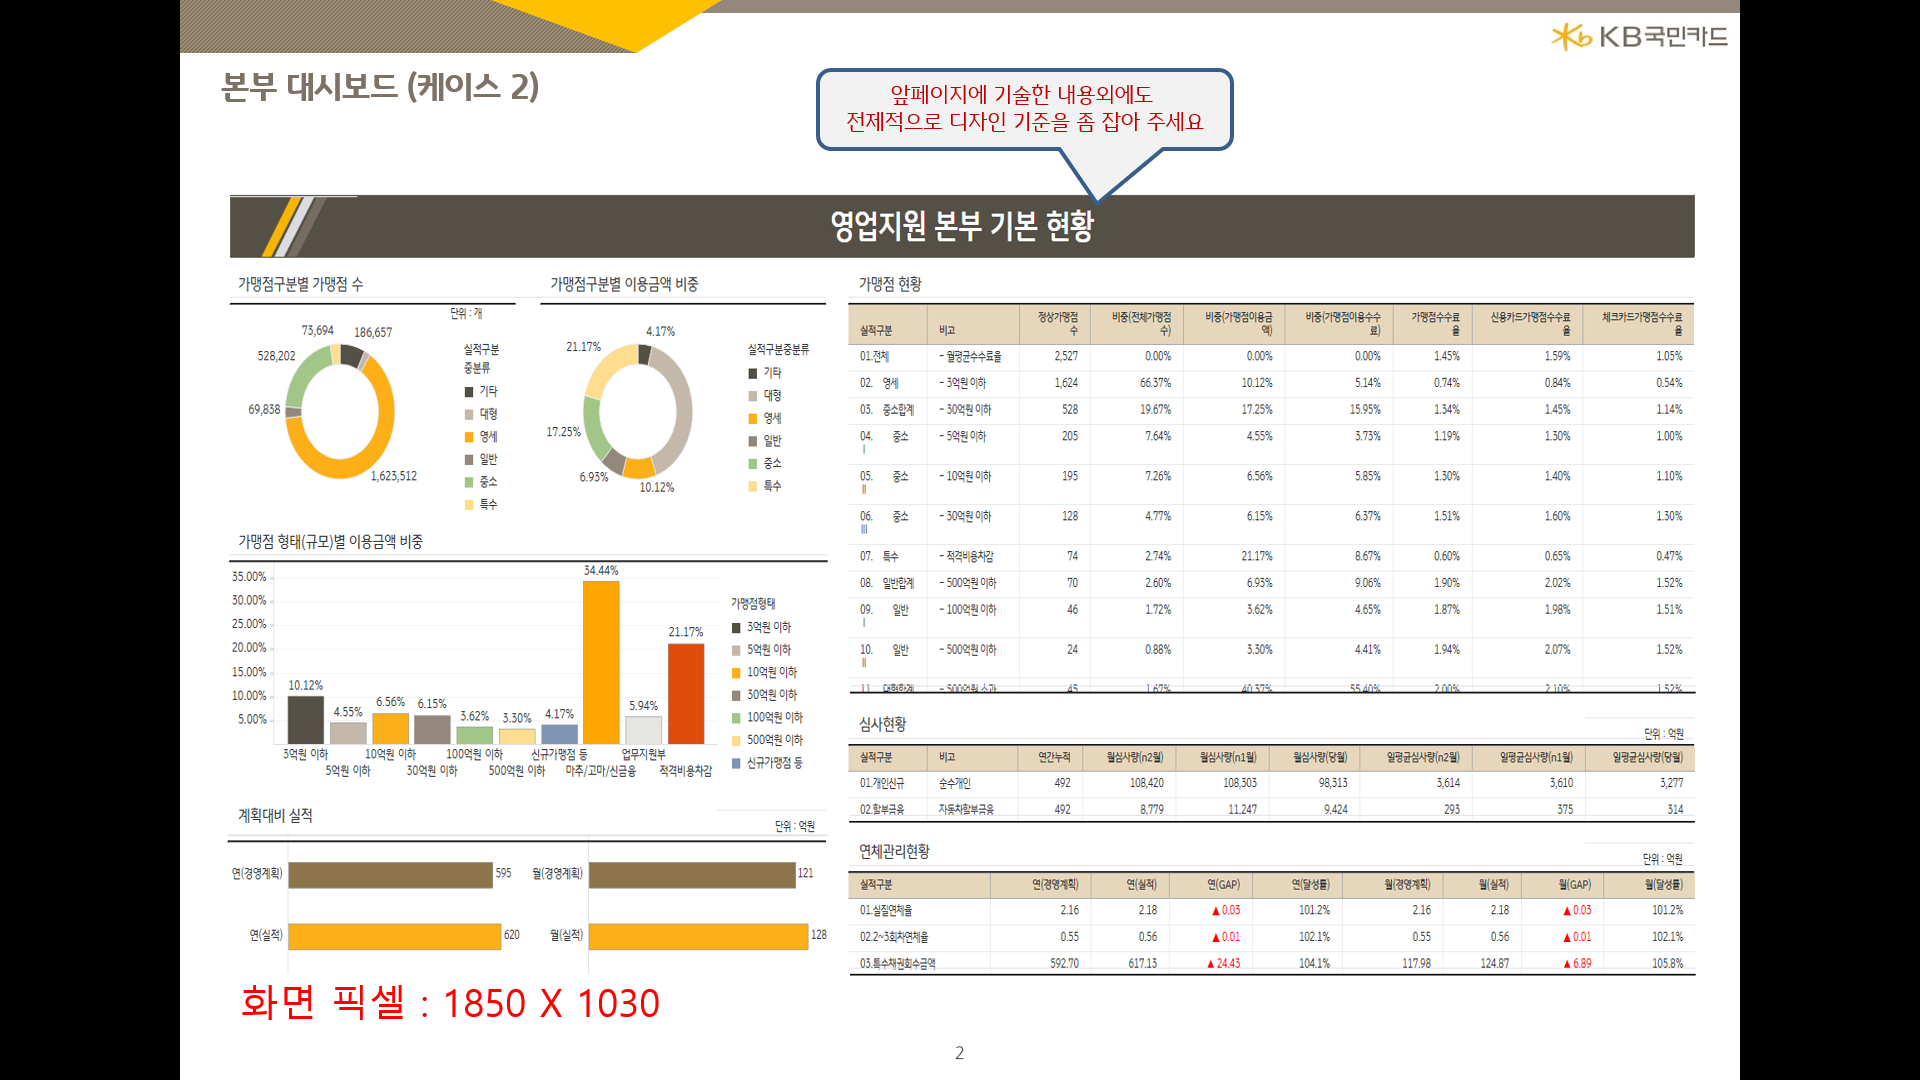 KB국민카드
본부 대시보드 (케이스 2)
앞페이지에 기술한 내용외에도
전제적으로 디자인 기준을 좀 잡아 주세요
영업지원 본부 기본 현황
가맹점구분별 가맹점 수
단위 : 개
73,694
186,657
528,202
69,838
1,623,512
실적구분
중분류
기타
대형
영세
일반
중소
특수
가맹점구분별 이용금액 비중
4.17%
21.17%
17.25%
6.93%
10.12%
실적구분중분류
기타
대형
영세
일반
중소
특수
가맹점 형태(규모)별 이용금액 비중
35.00%
30.00%
25.00%
20.00%
15.00%
10.00%
5.00%
10.12%
4.55%
6.56%
6.15%
3.62%
3.30%
4.17%
34.44%
5.94%
21.17%
3억원 이하
10억원 이하
100억원 이하
신규가맹점 등
업무지원부
5억원 이하
30억원 이하
500억원 이하
마추/고마/신금융
적격비용차감
가맹점형태
3억원 이하
5억원 이하
10억원 이하
30억원 이하
100억원 이하
500억원 이하
신규가맹점 등
계획대비 실적
단위 : 억원
연(경영계획) 595
연(실적) 620
월(경영계획) 121
월(실적) 128
가맹점 현황
실적구분 비고 정상가맹점수 비중(전체가맹점수) 비중(가맹점이용금액) 비중(가맹점이용수수료) 가맹점수수료율 신용카드가맹점수수료율 체크카드가맹점수수료율
01.전체 - 월평균수수료율 2,527 0.00% 0.00% 0.00% 1.45% 1.59% 1.05%
02. 영세 - 3억원 이하 1,624 66.37% 10.12% 5.14% 0.74% 0.84% 0.54%
03. 중소합계 - 30억원 이하 528 19.67% 17.25% 15.95% 1.34% 1.45% 1.14%
04. 중소 I - 5억원 이하 205 7.64% 4.55% 3.73% 1.19% 1.30% 1.00%
05. 중소 II - 10억원 이하 195 7.26% 6.56% 5.85% 1.30% 1.40% 1.10%
06. 중소 III - 30억원 이하 128 4.77% 6.15% 6.37% 1.51% 1.60% 1.30%
07. 특수 - 적격비용차감 74 2.74% 21.17% 8.67% 0.60% 0.65% 0.47%
08. 일반합계 - 500억원 이하 70 2.60% 6.93% 9.06% 1.90% 2.02% 1.52%
09. 일반 I - 100억원 이하 46 1.72% 3.62% 4.65% 1.87% 1.98% 1.51%
10. 일반 II - 500억원 이하 24 0.88% 3.30% 4.41% 1.94% 2.07% 1.52%
11. 대형합계 - 500억원 초과 45 1.67% 40.37% 55.40% 2.00% 2.10% 1.52%
심사현황
단위 : 억원
실적구분 비고 연간누적 월심사량(n2월) 월심사량(n1월) 월심사량(당월) 일평균심사량(n2월) 일평균심사량(n1월) 일평균심사량(당월)
01.개인신규 순수개인 492 108,420 108,303 98,313 3,614 3,610 3,277
02.할부금융 자동차할부금융 492 8,779 11,247 9,424 293 375 314
연체관리현황
단위 : 억원
실적구분 연(경영계획) 연(실적) 연(GAP) 연(달성률) 월(경영계획) 월(실적) 월(GAP) 월(달성률)
01.실질연체율 2.16 2.18 ▲0.03 101.2% 2.16 2.18 ▲0.03 101.2%
02.2~3회차연체율 0.55 0.56 ▲0.01 102.1% 0.55 0.56 ▲0.01 102.1%
03.특수채권회수금액 592.70 617.13 ▲24.43 104.1% 117.98 124.87 ▲6.89 105.8%
화면 픽셀 : 1850 X 1030
2